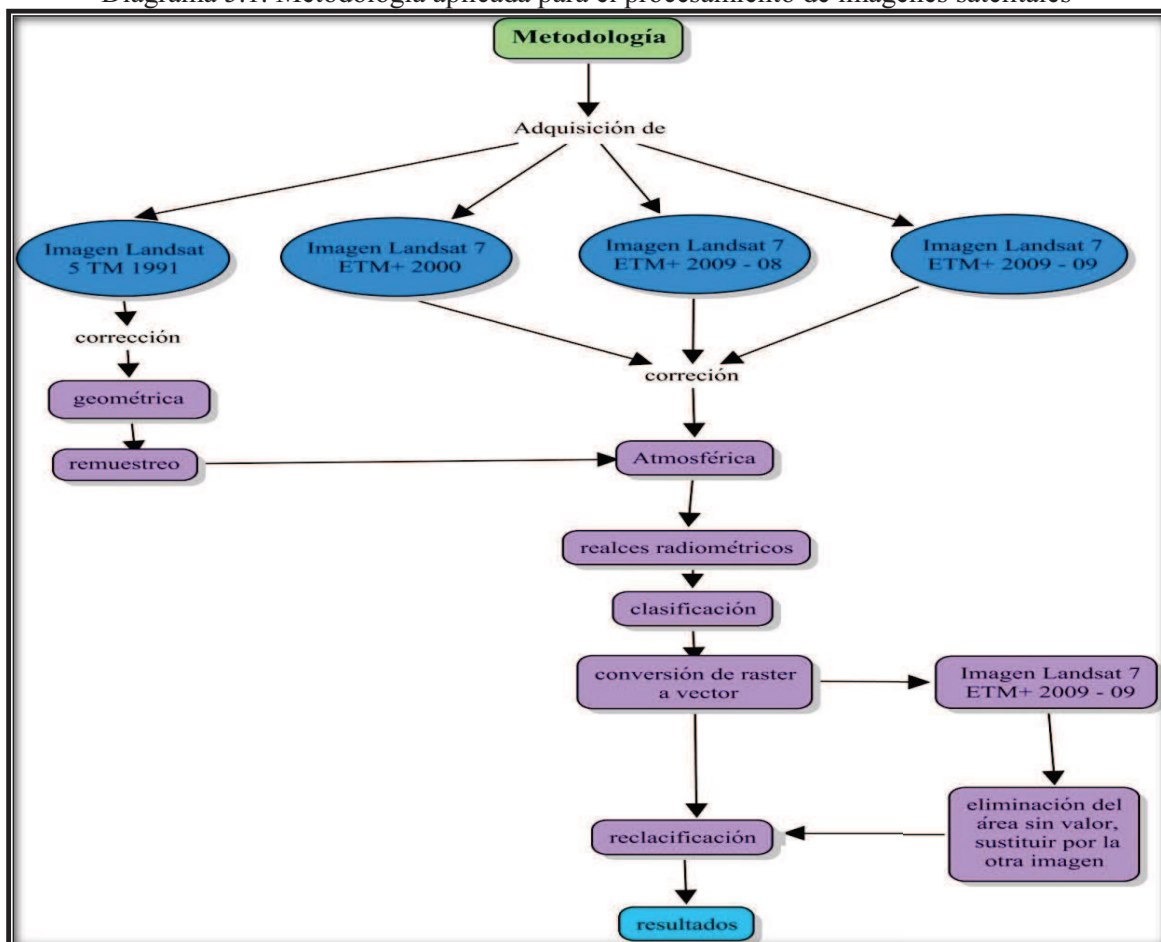 Diagrama 3.1. Metodología aplicada para el procesamiento de imágenes satelitales
Metodología
Adquisición de
Imagen Landsat
5 TM 1991
Imagen Landsat 7
ETM+ 2000
Imagen Landsat 7
ETM+ 2009 - 08
Imagen Landsat 7
ETM+ 2009 - 09
corrección
correción
geométrica
remuestreo
Atmosférica
realces radiométricos
clasificación
conversión de raster
a vector
Imagen Landsat 7
ETM+ 2009 - 09
eliminación del
área sin valor,
sustituir por la
otra imagen
reclacificación
resultados